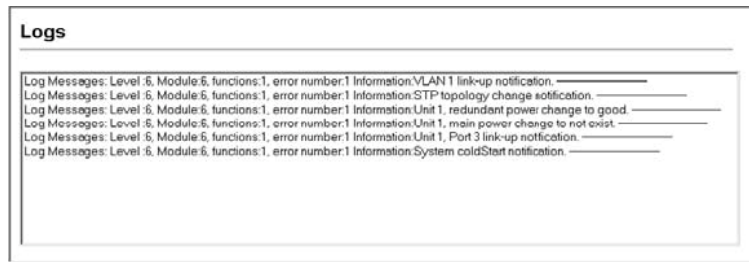 Logs
Log Messages: Level :6, Module:6, functions:1, error number:1 Information:VLAN 1 link-up notification.
Log Messages: Level :6, Module:6, functions:1, error number:1 Information:STP topology change notification.
Log Messages: Level :6, Module:6, functions:1, error number:1 Information:Unit 1, redundant power change to good.
Log Messages: Level :6, Module:6, functions:1, error number:1 Information:Unit 1, main power change to not exist.
Log Messages: Level :6, Module:6, functions:1, error number:1 Information:Unit 1, Port 3 link-up notification.
Log Messages: Level :6, Module:6, functions:1, error number:1 Information:System coldStart notification.